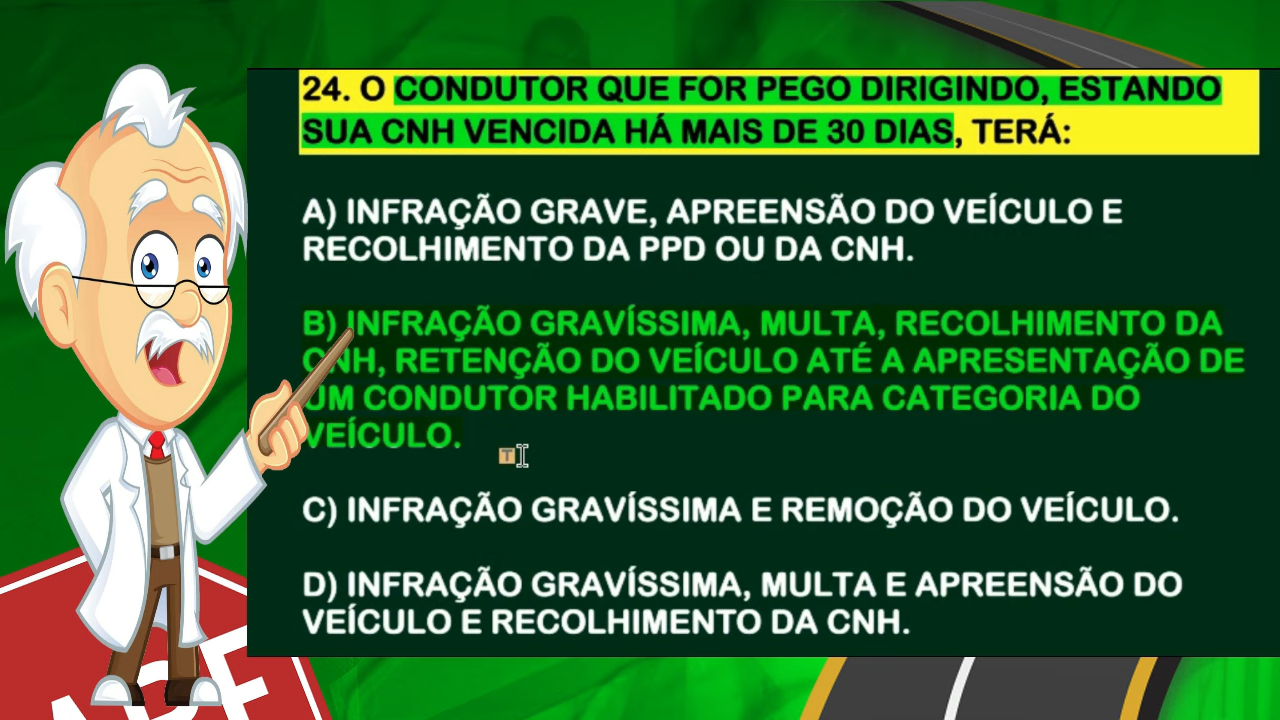 24. O CONDUTOR QUE FOR PEGO DIRIGINDO, ESTANDO
SUA CNH VENCIDA HÁ MAIS DE 30 DIAS, TERÁ:
A) INFRAÇÃO GRAVE, APREENSÃO DO VEÍCULO E
RECOLHIMENTO DA PPD OU DA CNH.
B) INFRAÇÃO GRAVÍSSIMA, MULTA, RECOLHIMENTO DA
CNH, RETENÇÃO DO VEÍCULO ATÉ A APRESENTAÇÃO DE
UM CONDUTOR HABILITADO PARA CATEGORIA DO
VEÍCULO.
T
C) INFRAÇÃO GRAVÍSSIMA E REMOÇÃO DO VEÍCULO.
D) INFRAÇÃO GRAVÍSSIMA, MULTA E APREENSÃO DO
VEÍCULO E RECOLHIMENTO DA CNH.